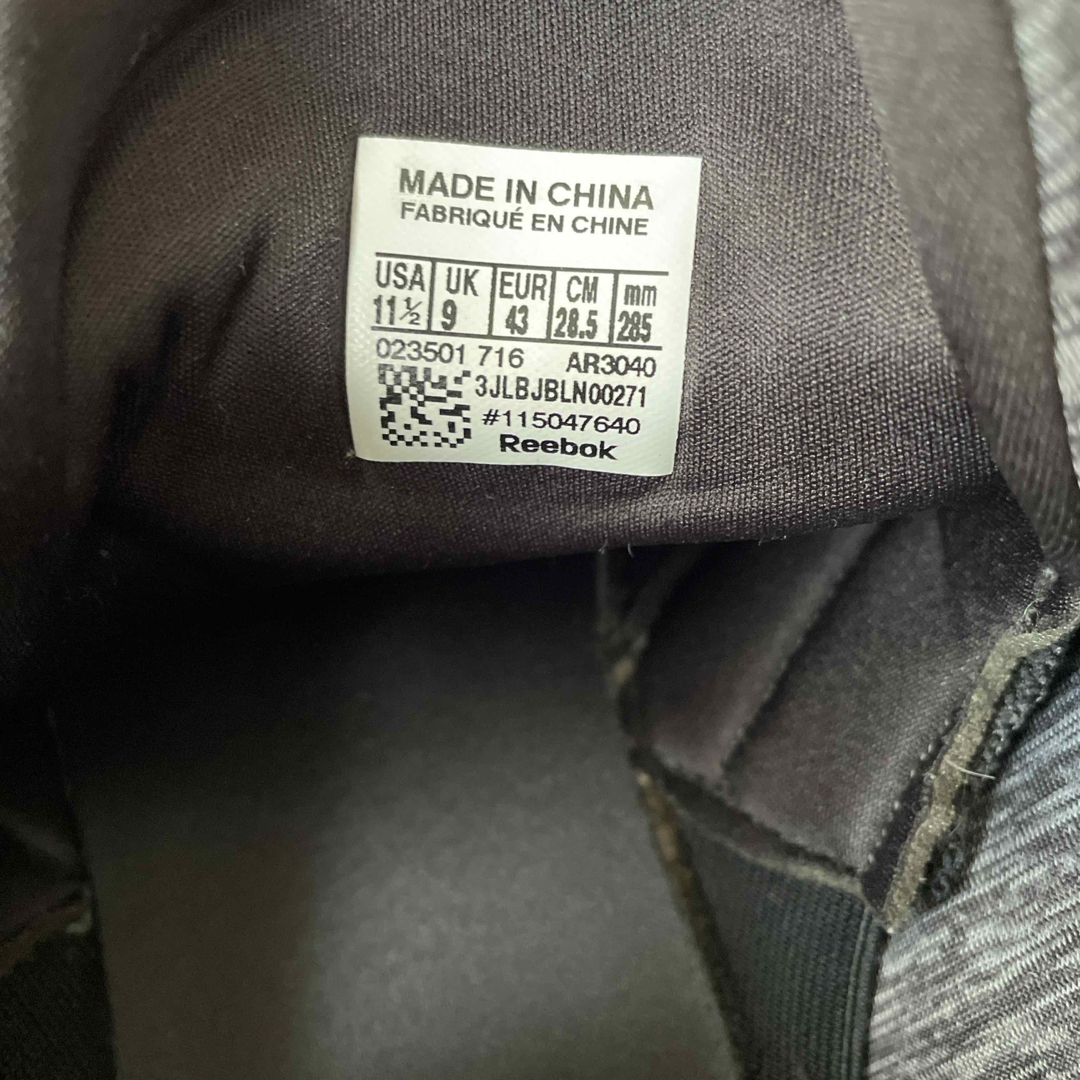 MADE IN CHINA
FABRIQUÉ EN CHINE
USA UK EUR CM mm
11½ 9 43 28.5 285
023501 716 AR3040
3JLBJBLN00271
#115047640
Reebok